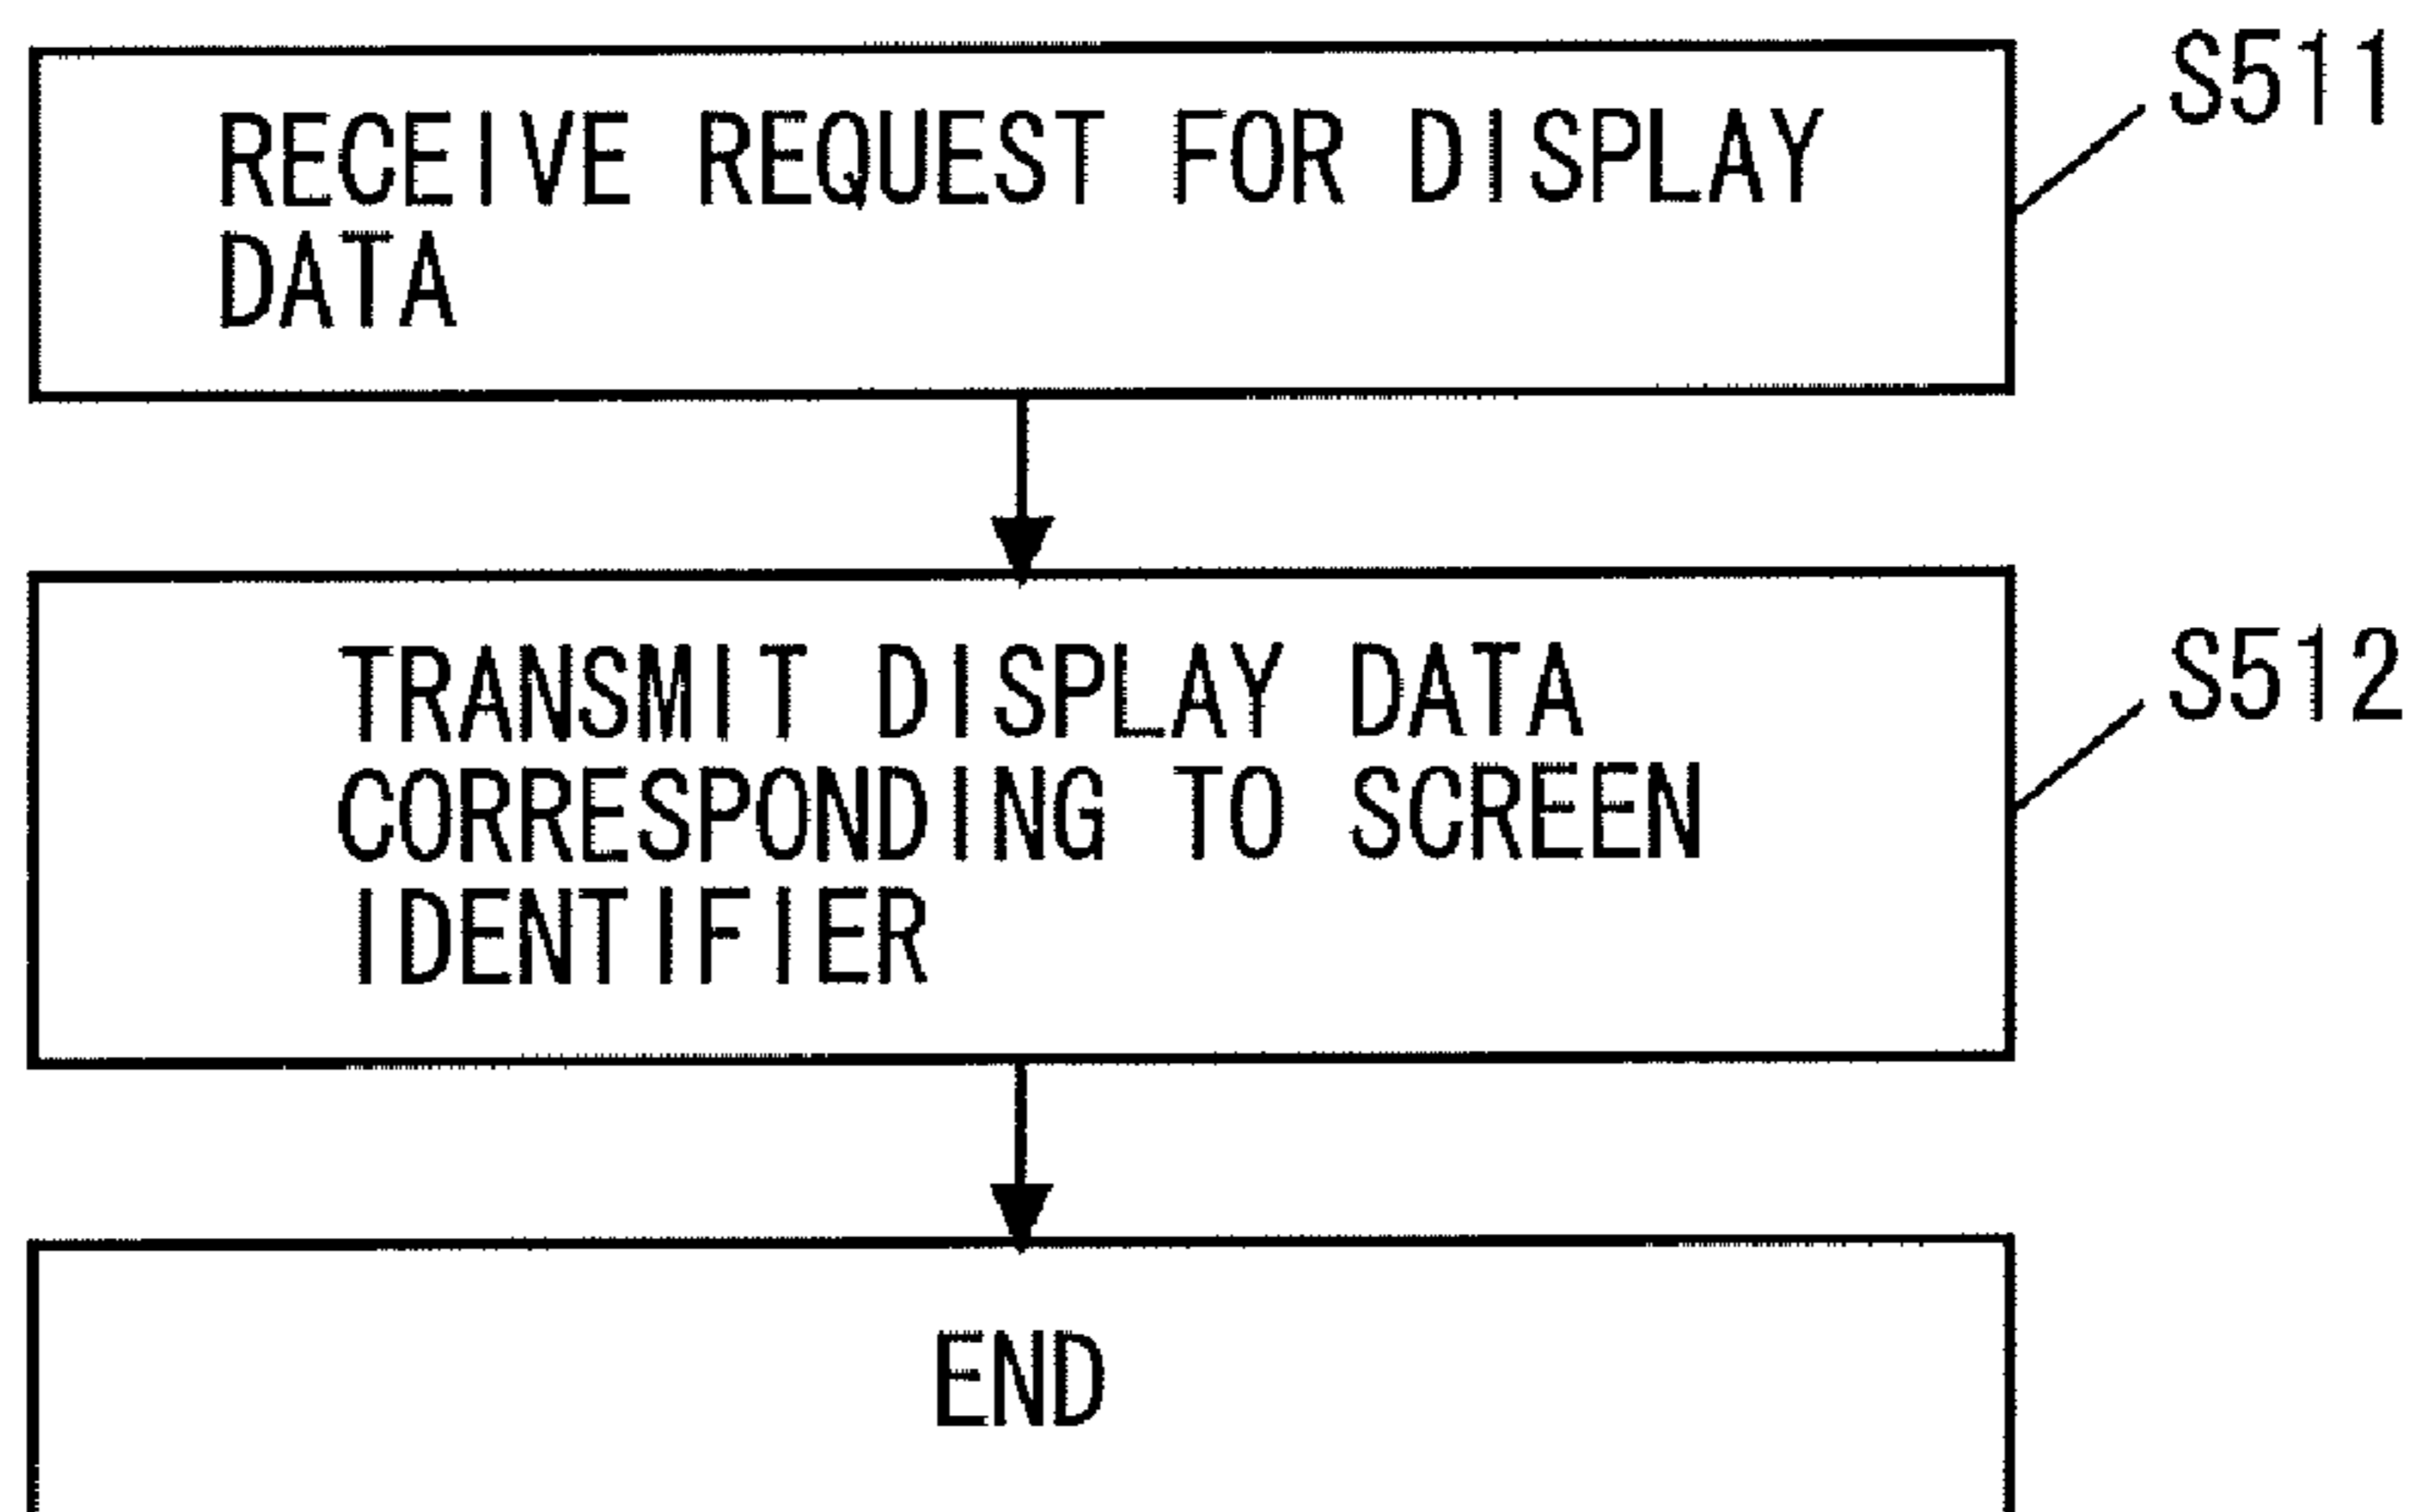 S511
RECEIVE REQUEST FOR DISPLAY
DATA
S512
TRANSMIT DISPLAY DATA
CORRESPONDING TO SCREEN
IDENTIFIER
END